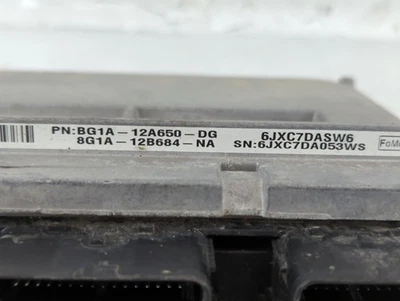 PN:BG1A-12A650-DG 6JXC7DASW6
8G1A-12B684-NA SN:6JXC7DA053WS